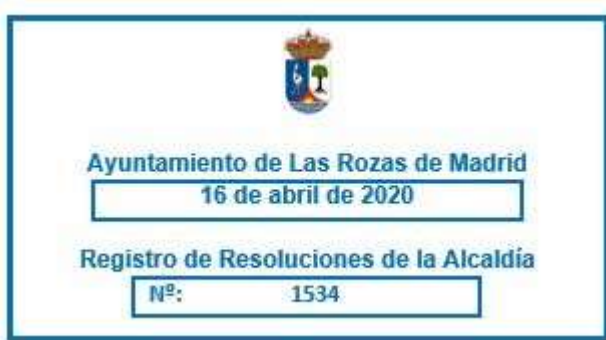 Ayuntamiento de Las Rozas de Madrid
16 de abril de 2020
Registro de Resoluciones de la Alcaldía
Nº: 1534